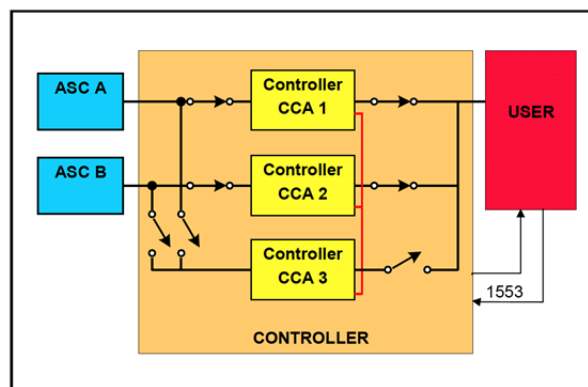 ASC A
Controller
CCA 1
USER
ASC B
Controller
CCA 2
Controller
CCA 3
1553
CONTROLLER